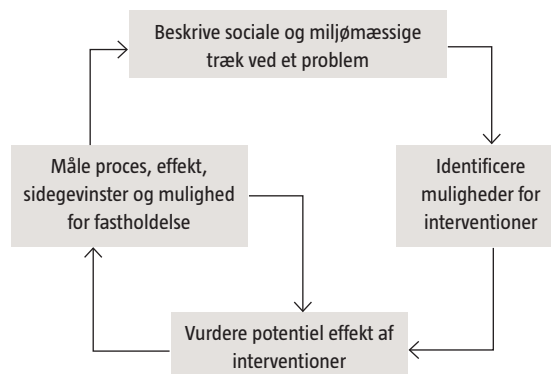 Beskrive sociale og miljømæssige
træk ved et problem
Måle proces, effekt,
sidegevinster og mulighed
for fastholdelse
Identificere
muligheder for
interventioner
Vurdere potentiel effekt af
interventioner